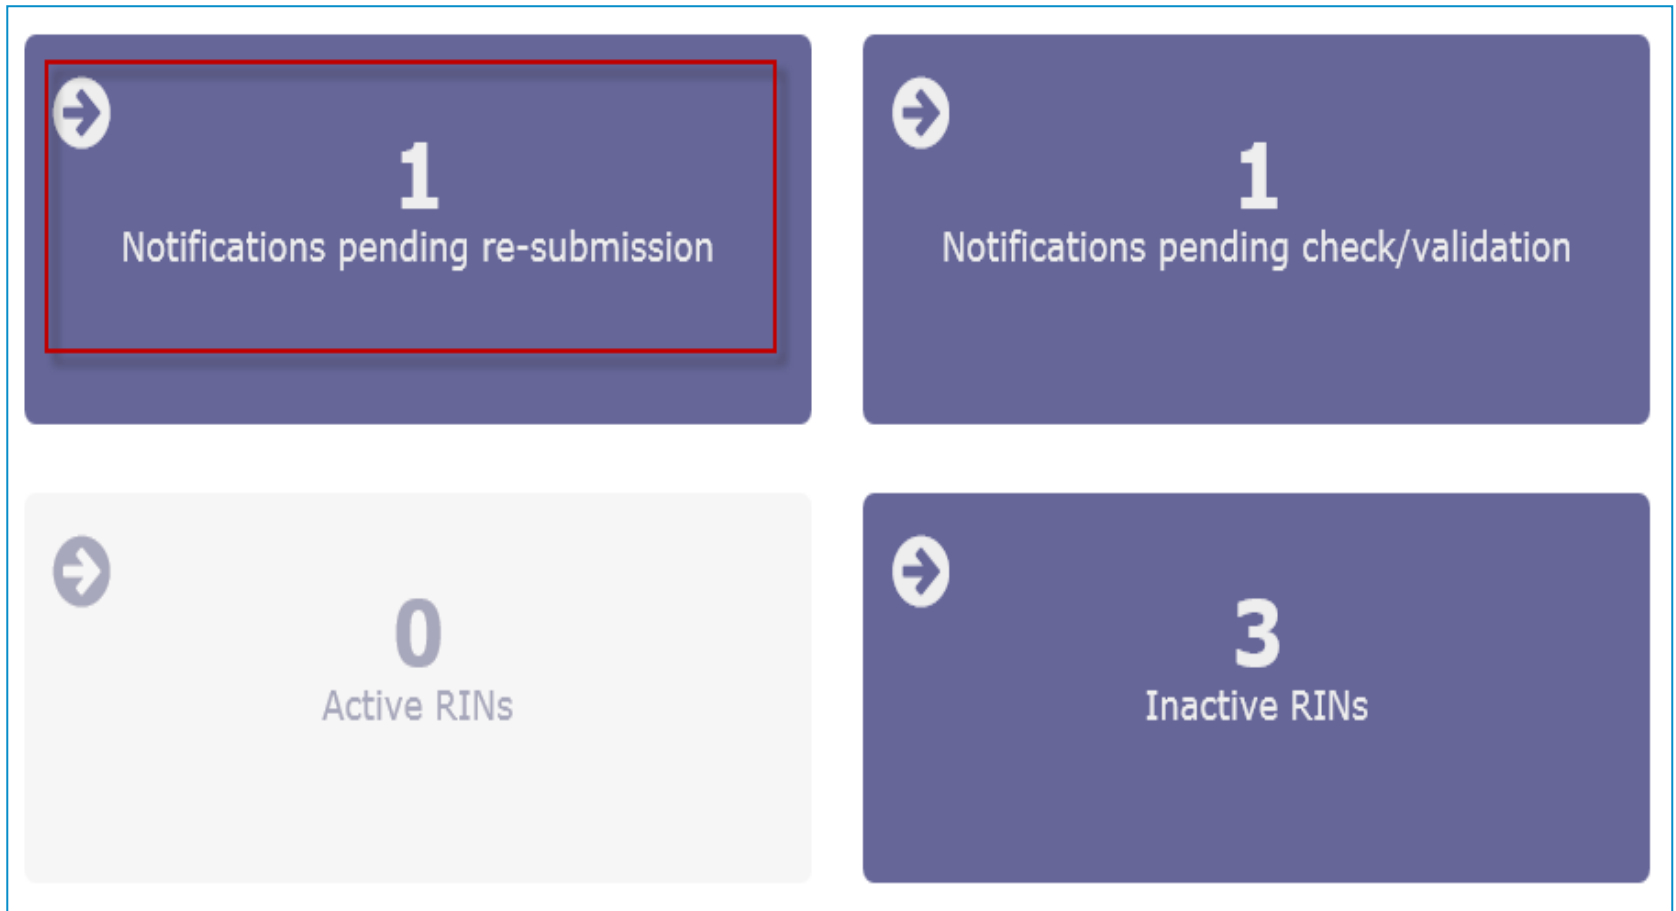 1
Notifications pending re-submission
1
Notifications pending check/validation
0
Active RINs
3
Inactive RINs